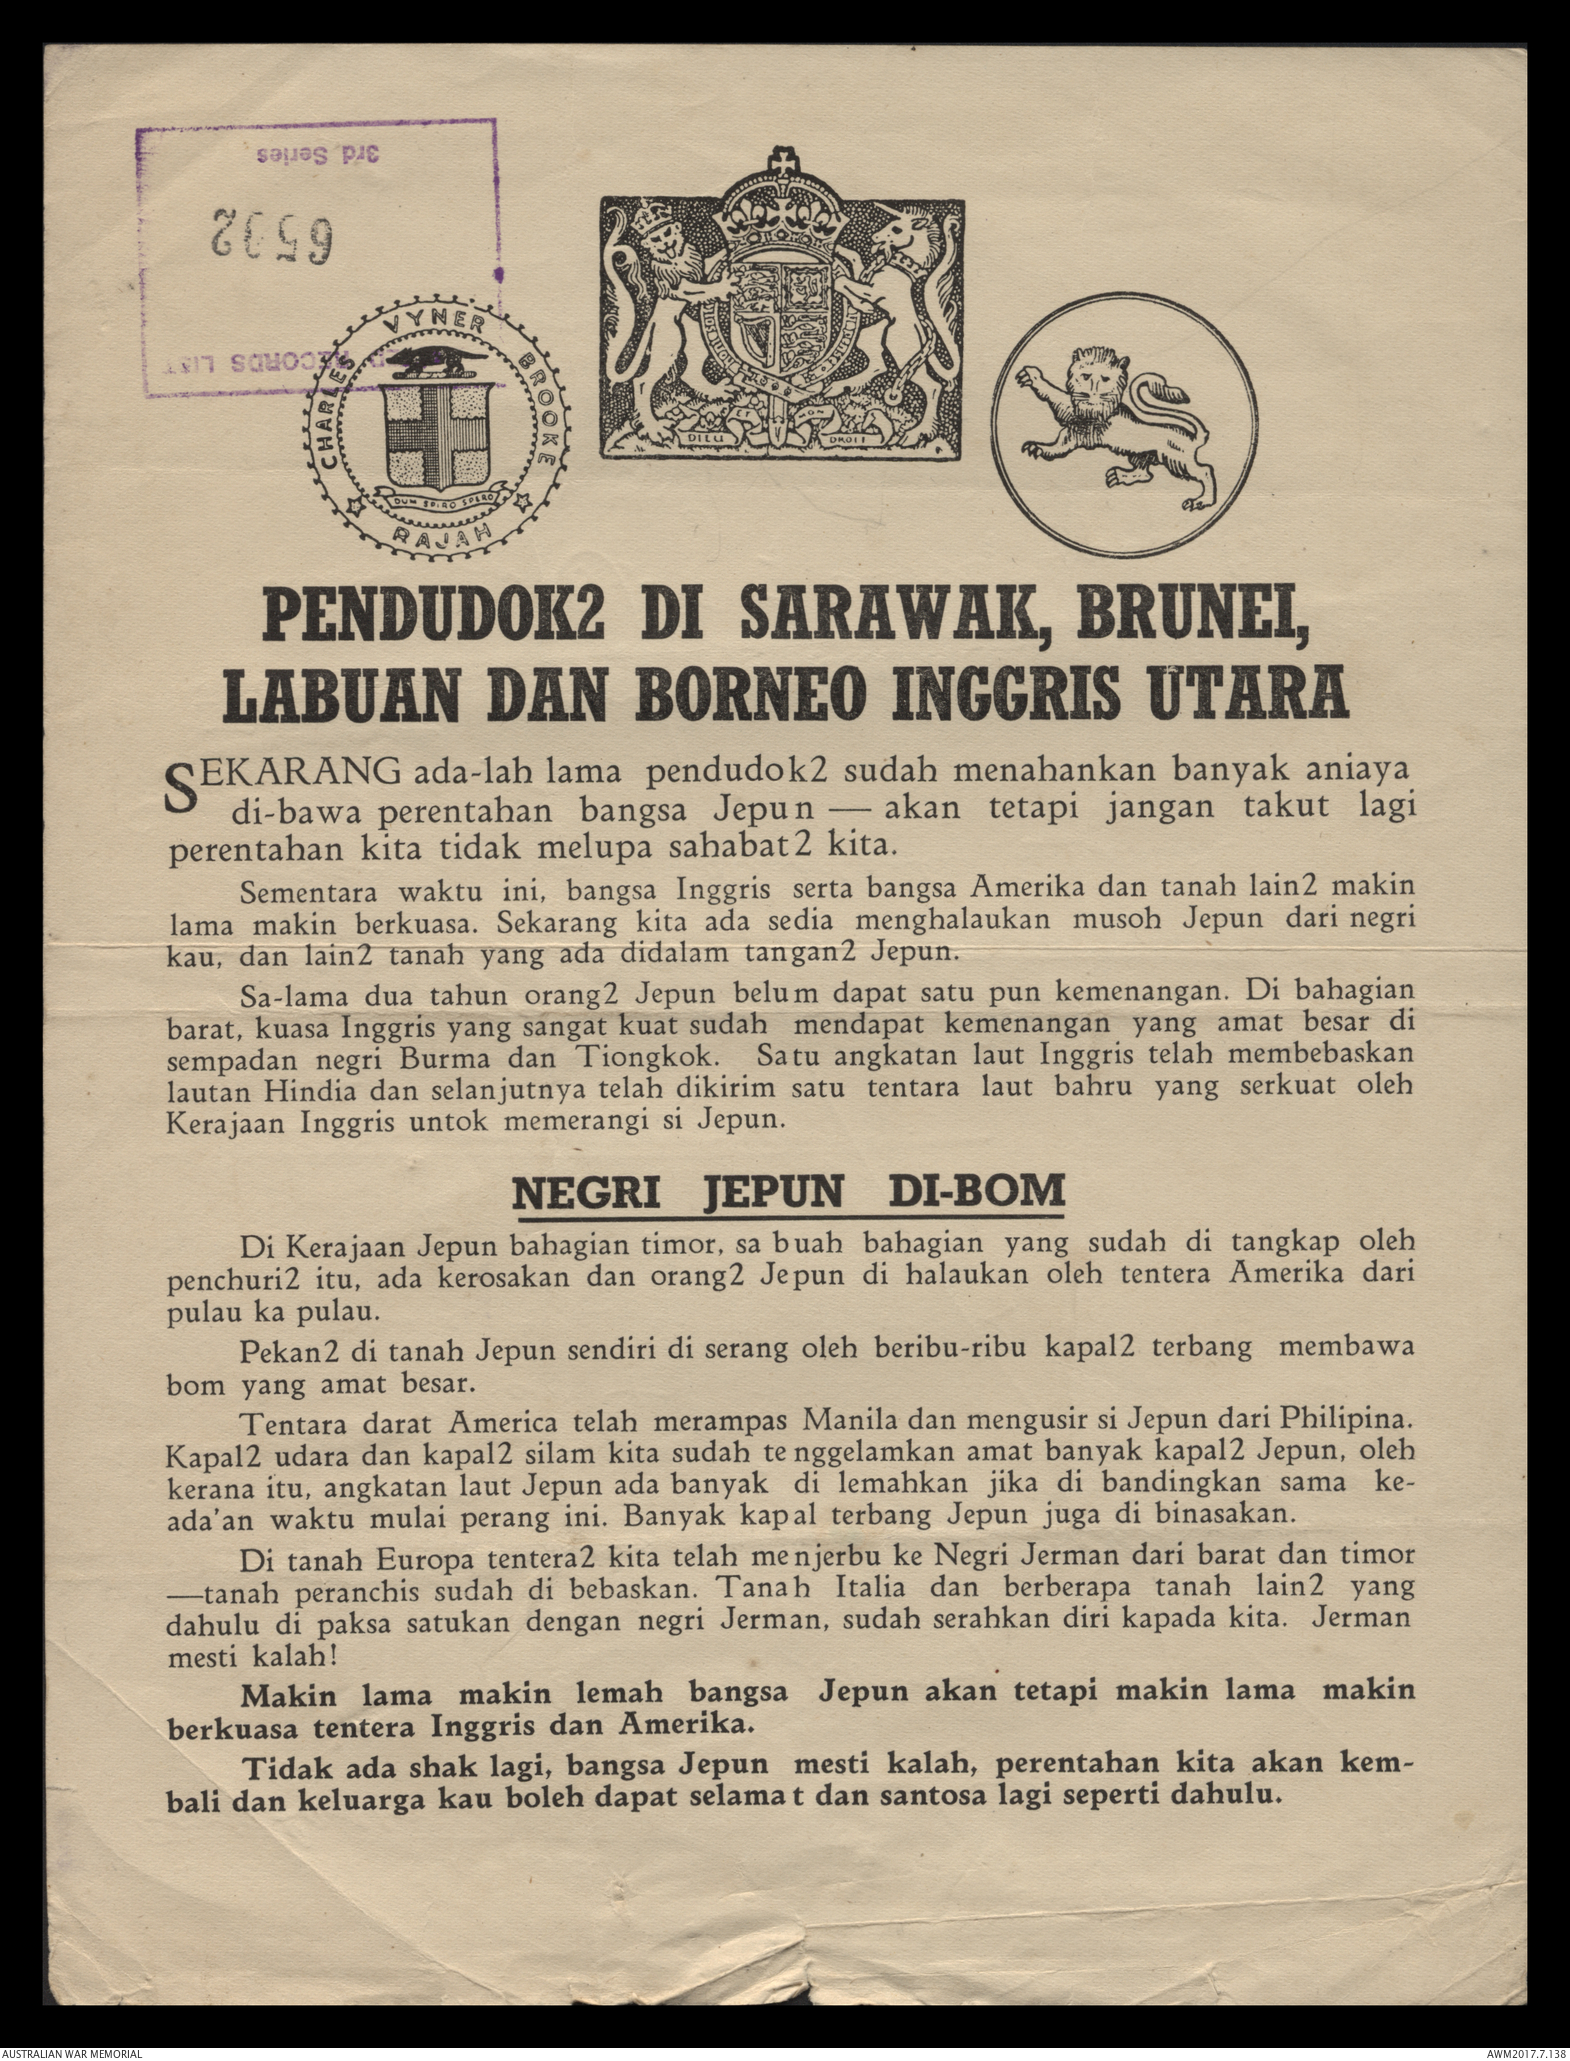 3rd Series
RECORDS LIST
CHARLES VYNER BROOKE
RAJAH
DUM SPIRO SPERO
DIEU
DROIT
PENDUDOK2 DI SARAWAK, BRUNEI,
LABUAN DAN BORNEO INGGRIS UTARA
SEKARANG ada-lah lama pendudok2 sudah menahankan banyak aniaya
di-bawa perentahan bangsa Jepun — akan tetapi jangan takut lagi
perentahan kita tidak melupa sahabat2 kita.
Sementara waktu ini, bangsa Inggris serta bangsa Amerika dan tanah lain2 makin
lama makin berkuasa. Sekarang kita ada sedia menghalaukan musoh Jepun dari negri
kau, dan lain2 tanah yang ada didalam tangan2 Jepun.
Sa-lama dua tahun orang2 Jepun belum dapat satu pun kemenangan. Di bahagian
barat, kuasa Inggris yang sangat kuat sudah mendapat kemenangan yang amat besar di
sempadan negri Burma dan Tiongkok. Satu angkatan laut Inggris telah membebaskan
lautan Hindia dan selanjutnya telah dikirim satu tentara laut bahru yang serkuat oleh
Kerajaan Inggris untok memerangi si Jepun.
NEGRI JEPUN DI-BOM
Di Kerajaan Jepun bahagian timor, sa buah bahagian yang sudah di tangkap oleh
penchuri2 itu, ada kerosakan dan orang2 Jepun di halaukan oleh tentera Amerika dari
pulau ka pulau.
Pekan2 di tanah Jepun sendiri di serang oleh beribu-ribu kapal2 terbang membawa
bom yang amat besar.
Tentara darat America telah merampas Manila dan mengusir si Jepun dari Philipina.
Kapal2 udara dan kapal2 silam kita sudah tenggelamkan amat banyak kapal2 Jepun, oleh
kerana itu, angkatan laut Jepun ada banyak di lemahkan jika di bandingkan sama ke-
ada'an waktu mulai perang ini. Banyak kapal terbang Jepun juga di binasakan.
Di tanah Europa tentera2 kita telah menjerbu ke Negri Jerman dari barat dan timor
—tanah peranchis sudah di bebaskan. Tanah Italia dan berberapa tanah lain2 yang
dahulu di paksa satukan dengan negri Jerman, sudah serahkan diri kapada kita. Jerman
mesti kalah!
Makin lama makin lemah bangsa Jepun akan tetapi makin lama makin
berkuasa tentera Inggris dan Amerika.
Tidak ada shak lagi, bangsa Jepun mesti kalah, perentahan kita akan kem-
bali dan keluarga kau boleh dapat selamat dan santosa lagi seperti dahulu.
AUSTRALIAN WAR MEMORIAL
AWM2017.7.138